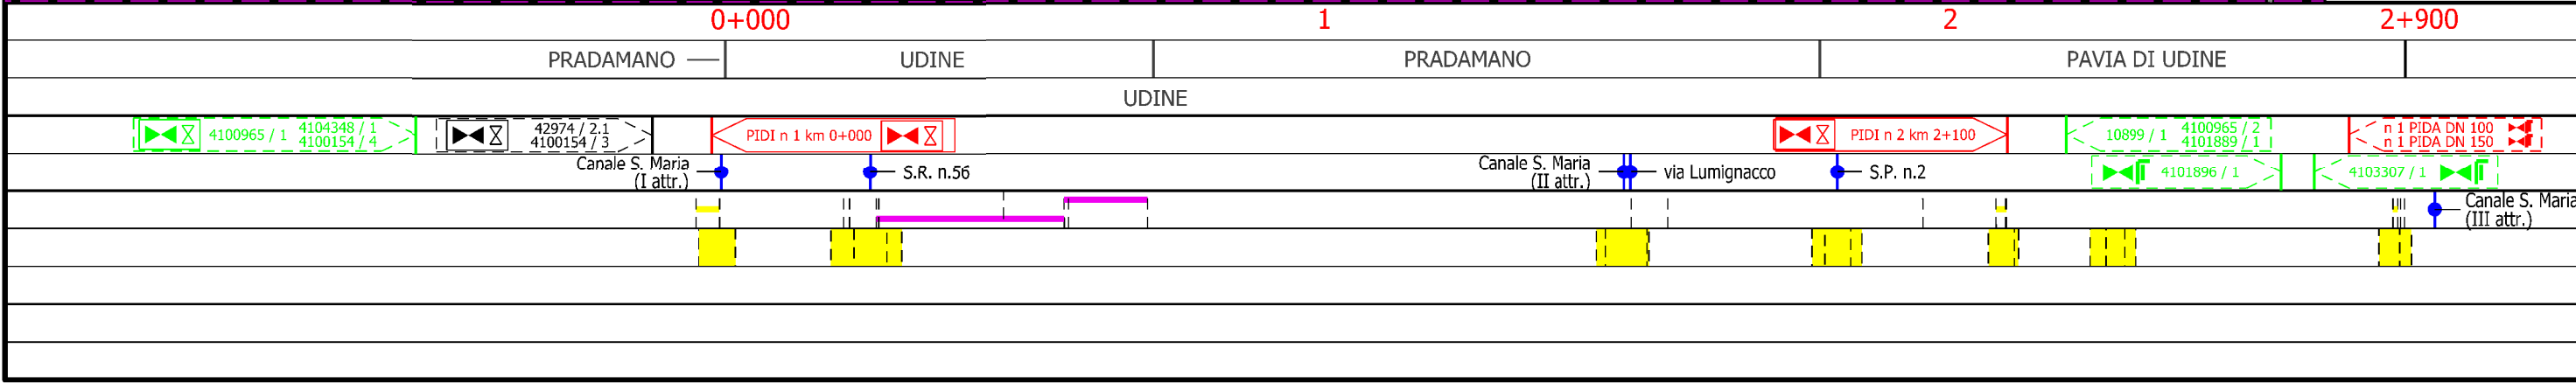 0+000 1 2 2+900
PRADAMANO UDINE PRADAMANO PAVIA DI UDINE
UDINE
4100965 / 1
4104348 / 1
4100154 / 4
42974 / 2.1
4100154 / 3
PIDI n 1 km 0+000
PIDI n 2 km 2+100
10899 / 1
4100965 / 2
4101889 / 1
n 1 PIDA DN 100
n 1 PIDA DN 150
Canale S. Maria
(I attr.)
S.R. n.56
Canale S. Maria
(II attr.)
via Lumignacco
S.P. n.2
4101896 / 1
4103307 / 1
Canale S. Maria
(III attr.)